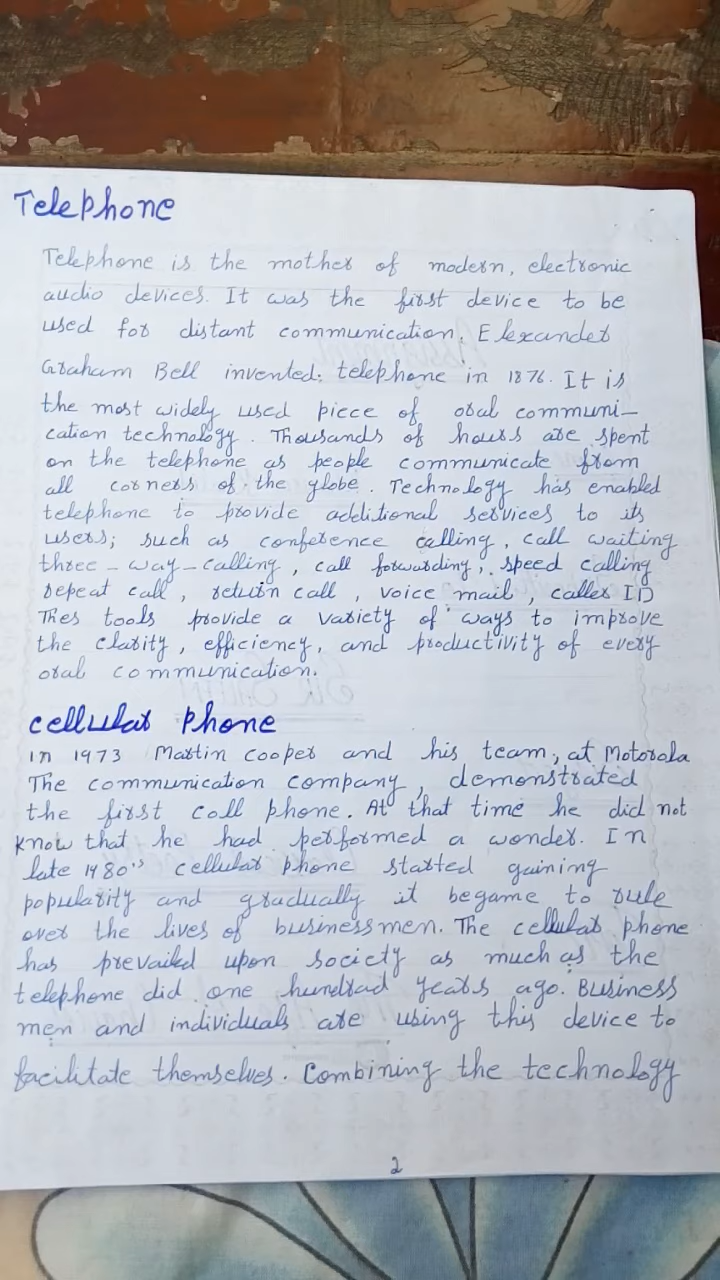 Telephone
Telephone is the mother of modern, electronic
audio devices. It was the first device to be
used for distant communication. Elexander
Graham Bell invented. telephone in 1876. It is
the most widely used piece of oral communi-
cation technology. Thousands of hours are spent
on the telephone as people communicate from
all corners of the globe. Technology has enabled
telephone to provide additional services to its
users; such as conference calling, call waiting
three-way-calling, call forwarding, speed calling
repeat call, return call, voice mail, caller ID
Thes tools provide a variety of ways to improve
the clarity, efficiency, and productivity of every
oral communication.
cellular Phone
in 1973 Martin cooper and his team, at Motorola
The communication company, demonstrated
the first coll phone. At that time he did not
know that he had performed a wonder. In
late 1980's cellular phone started gaining
popularity and gradually it begame to rule
over the lives of businessmen. The cellular phone
has prevailed upon society as much as the
telephone did one hundrad years ago. Business
men and individuals are using this device to
facilitate themselves. Combining the technology
2